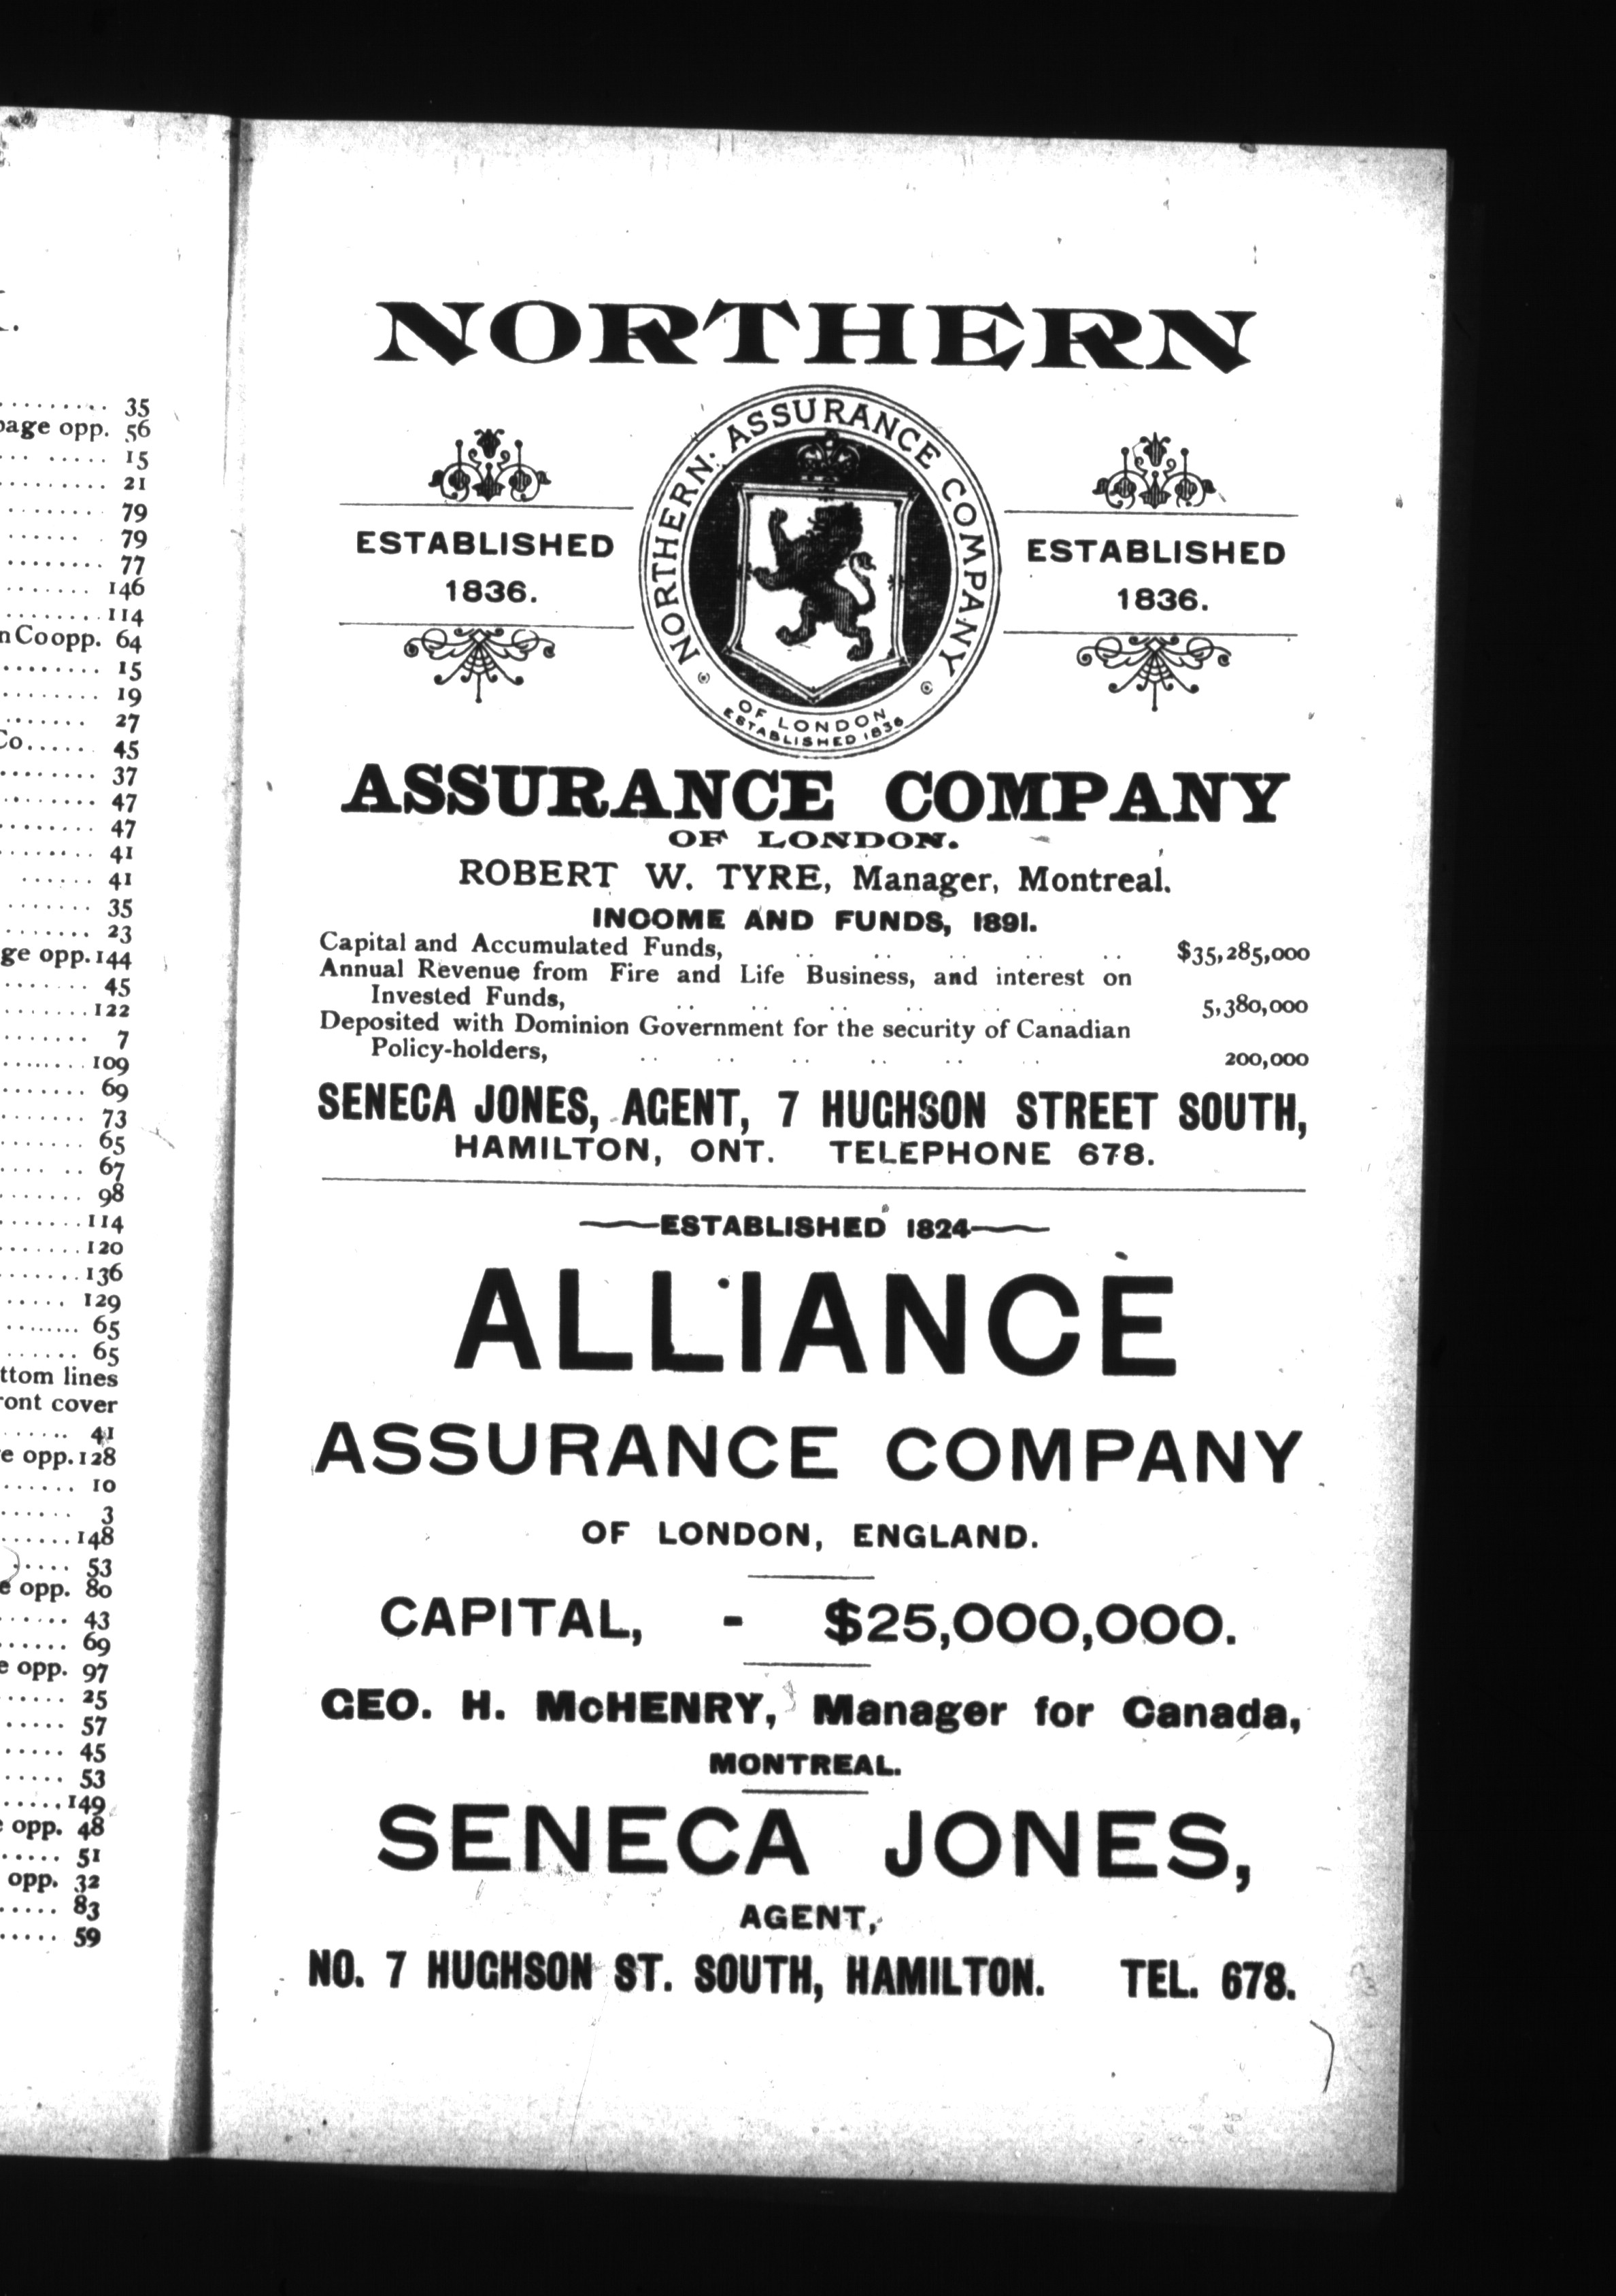 35
page opp. 56
15
21
79
79
77
146
114
n Co opp. 64
15
19
27
Co...... 45
37
47
47
41
41
35
23
ge opp. 144
45
122
7
109
69
73
65
67
98
114
120
136
129
65
65
ttom lines
ront cover
41
e opp. 128
10
3
148
53
e opp. 80
43
69
e opp. 97
25
57
45
53
149
opp. 48
51
opp. 32
83
59
NORTHERN
NORTHERN ASSURANCE COMPANY
OF LONDON
ESTABLISHED 1836
ESTABLISHED
1836.
ESTABLISHED
1836.
ASSURANCE COMPANY
OF LONDON.
ROBERT W. TYRE, Manager, Montreal.
INCOME AND FUNDS, 1891.
Capital and Accumulated Funds, .. .. .. .. .. $35,285,000
Annual Revenue from Fire and Life Business, and interest on
Invested Funds, .. .. .. .. .. .. 5,380,000
Deposited with Dominion Government for the security of Canadian
Policy-holders, .. .. .. .. .. .. 200,000
SENECA JONES, AGENT, 7 HUGHSON STREET SOUTH,
HAMILTON, ONT. TELEPHONE 678.
ESTABLISHED 1824
ALLIANCE
ASSURANCE COMPANY
OF LONDON, ENGLAND.
CAPITAL, - $25,000,000.
GEO. H. McHENRY, Manager for Canada,
MONTREAL.
SENECA JONES,
AGENT,
NO. 7 HUGHSON ST. SOUTH, HAMILTON. TEL. 678.